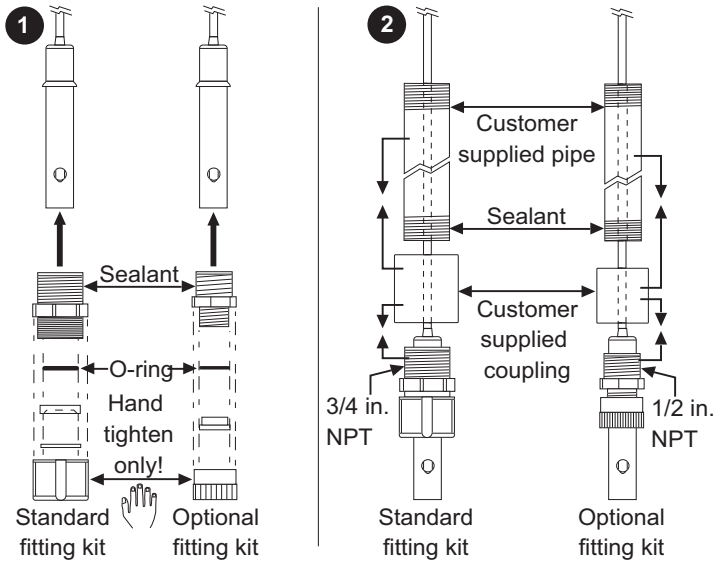 1
Sealant
O-ring
Hand
tighten
only!
Standard
fitting kit
Optional
fitting kit
2
Customer
supplied pipe
Sealant
Customer
supplied
coupling
3/4 in.
NPT
1/2 in.
NPT
Standard
fitting kit
Optional
fitting kit